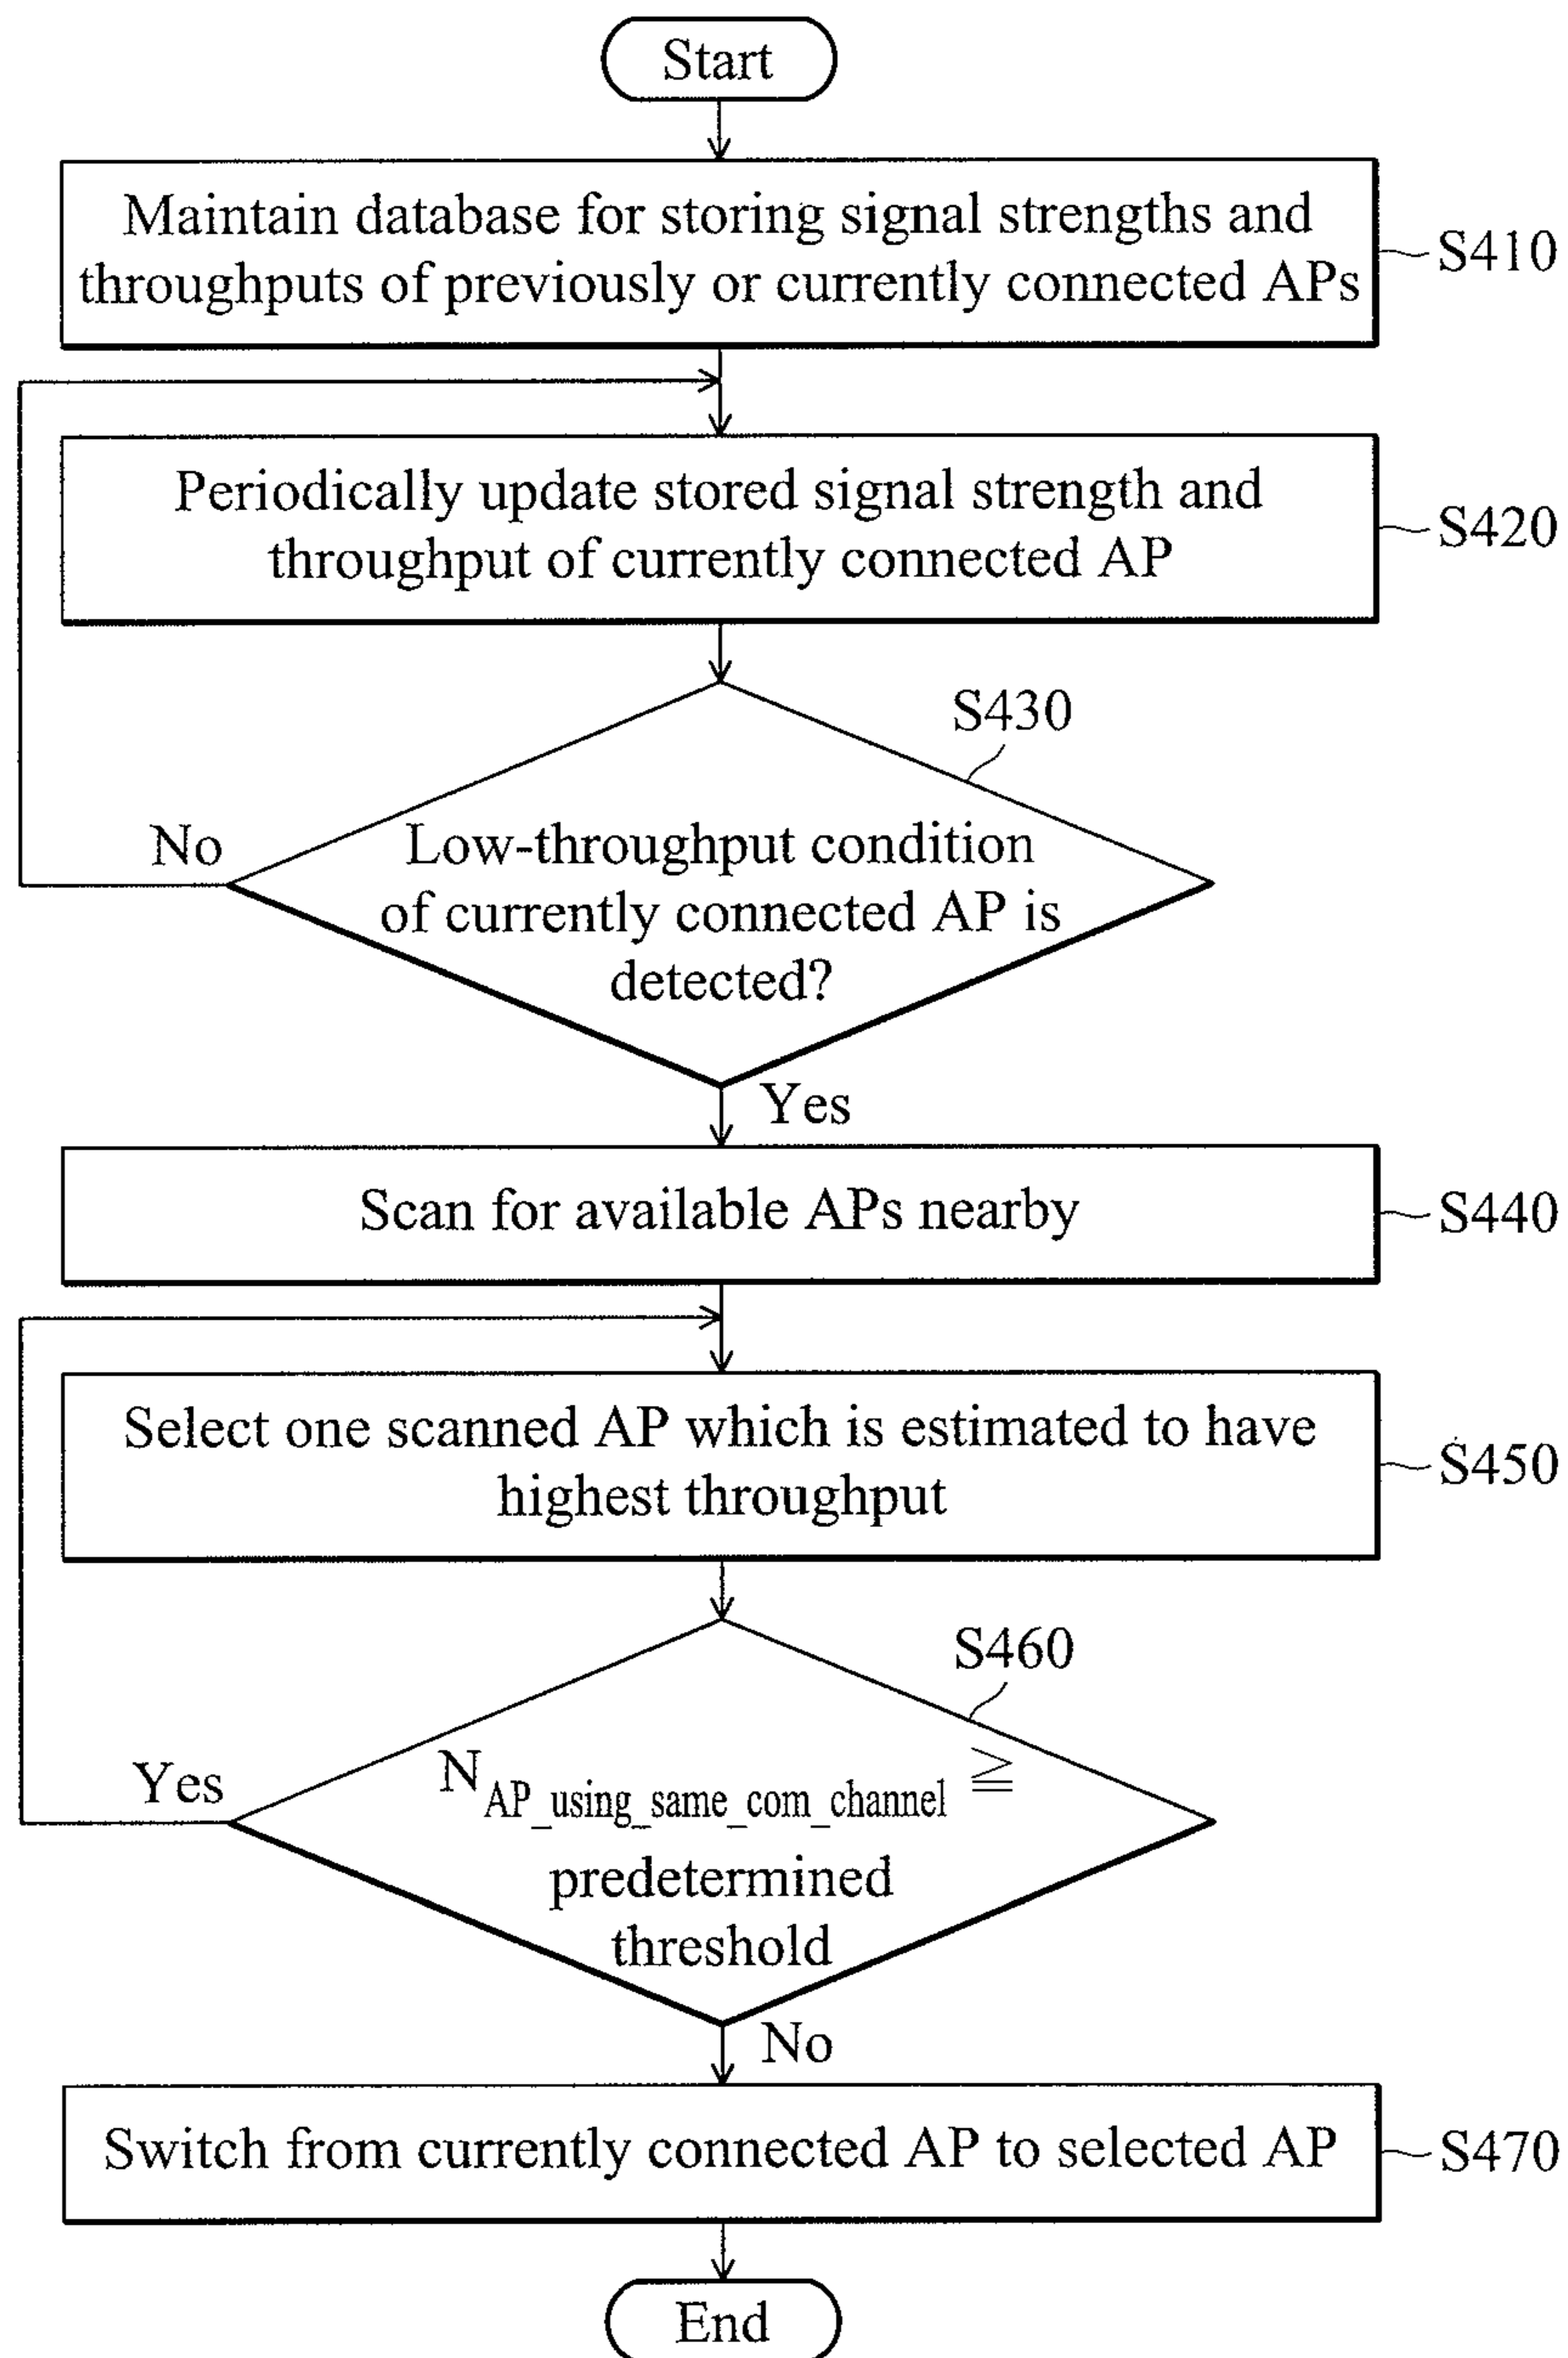 Start
Maintain database for storing signal strengths and
throughputs of previously or currently connected APs
S410
Periodically update stored signal strength and
throughput of currently connected AP
S420
S430
No
Low-throughput condition
of currently connected AP is
detected?
Yes
Scan for available APs nearby
S440
Select one scanned AP which is estimated to have
highest throughput
S450
S460
Yes
N AP_using_same_com_channel ≧
predetermined
threshold
No
Switch from currently connected AP to selected AP
S470
End